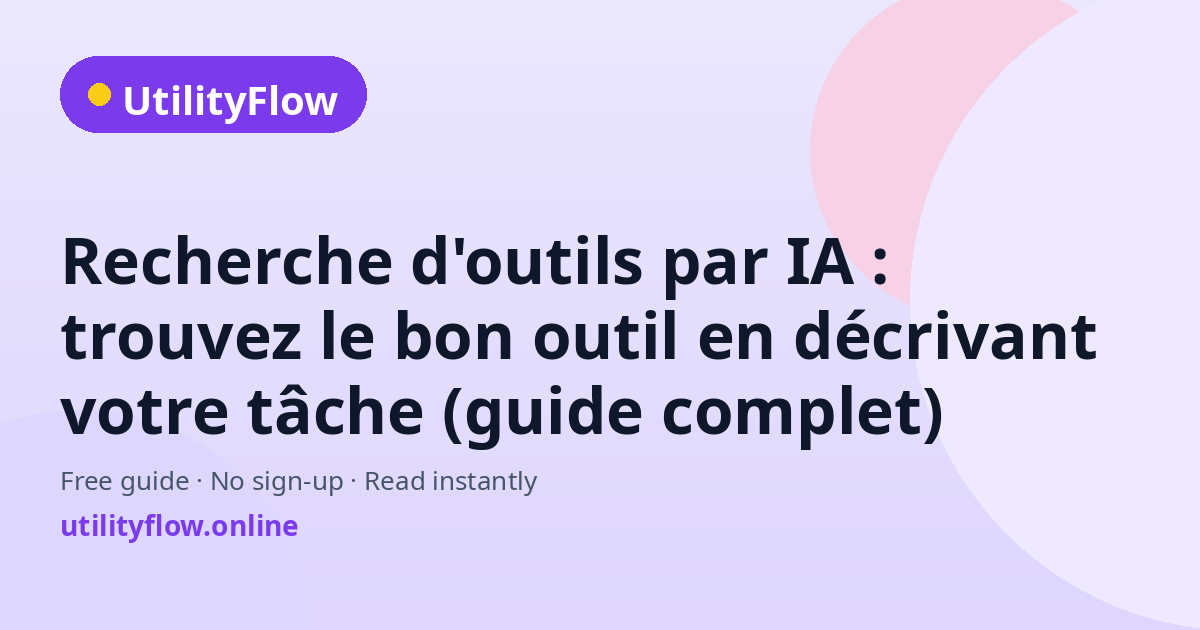 UtilityFlow
Recherche d'outils par IA :
trouvez le bon outil en décrivant
votre tâche (guide complet)
Free guide · No sign-up · Read instantly
utilityflow.online